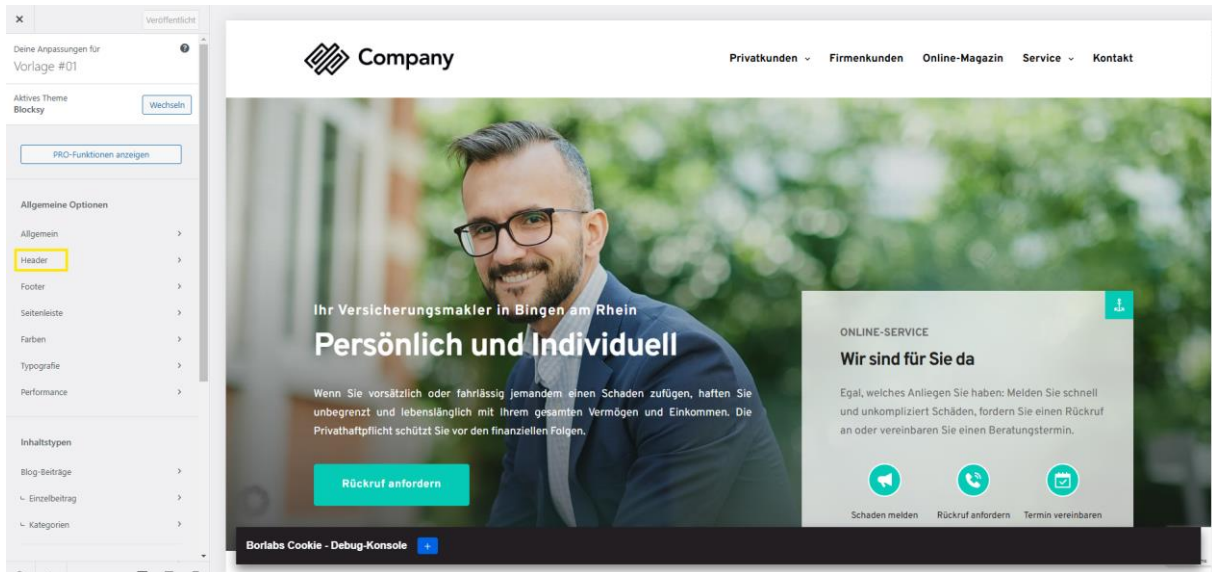 Veröffentlicht
Deine Anpassungen für
Vorlage #01
Aktives Theme
Blocksy
Wechseln
PRO-Funktionen anzeigen
Allgemeine Optionen
Allgemein
Header
Footer
Seitenleiste
Farben
Typografie
Performance
Inhaltstypen
Blog-Beiträge
Einzelbeitrag
Kategorien
Company
Privatkunden
Firmenkunden
Online-Magazin
Service
Kontakt
Ihr Versicherungsmakler in Bingen am Rhein
Persönlich und Individuell
Wenn Sie vorsätzlich oder fahrlässig jemandem einen Schaden zufügen, haften Sie
unbegrenzt und lebenslänglich mit Ihrem gesamten Vermögen und Einkommen. Die
Privathaftpflicht schützt Sie vor den finanziellen Folgen.
Rückruf anfordern
ONLINE-SERVICE
Wir sind für Sie da
Egal, welches Anliegen Sie haben: Melden Sie schnell
und unkompliziert Schäden, fordern Sie einen Rückruf
an oder vereinbaren Sie einen Beratungstermin.
Schaden melden
Rückruf anfordern
Termin vereinbaren
Borlabs Cookie - Debug-Konsole +